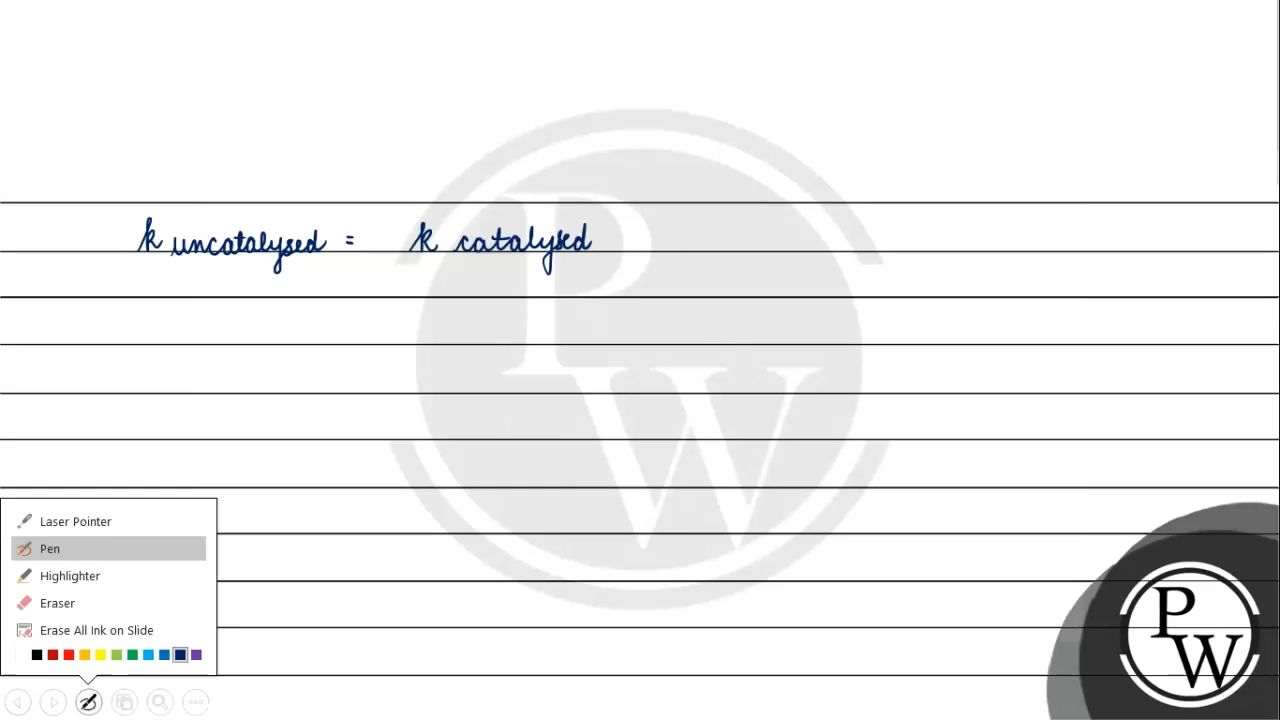 k uncatalysed = k catalysed
P
W
Laser Pointer
Pen
Highlighter
Eraser
Erase All Ink on Slide
P
W